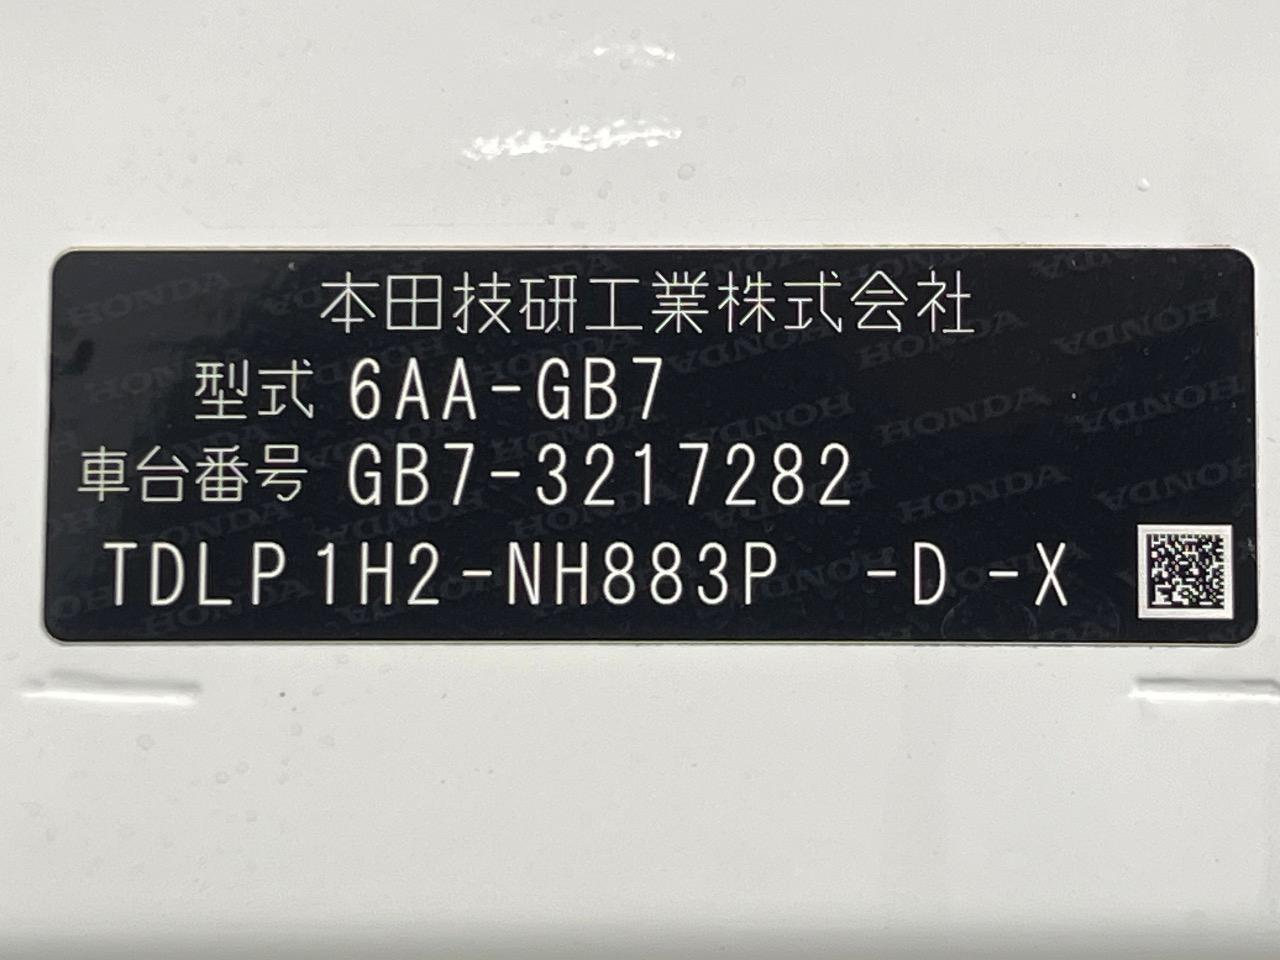 本田技研工業株式会社
型式 6AA-GB7
車台番号 GB7-3217282
TDLP1H2-NH883P -D -X